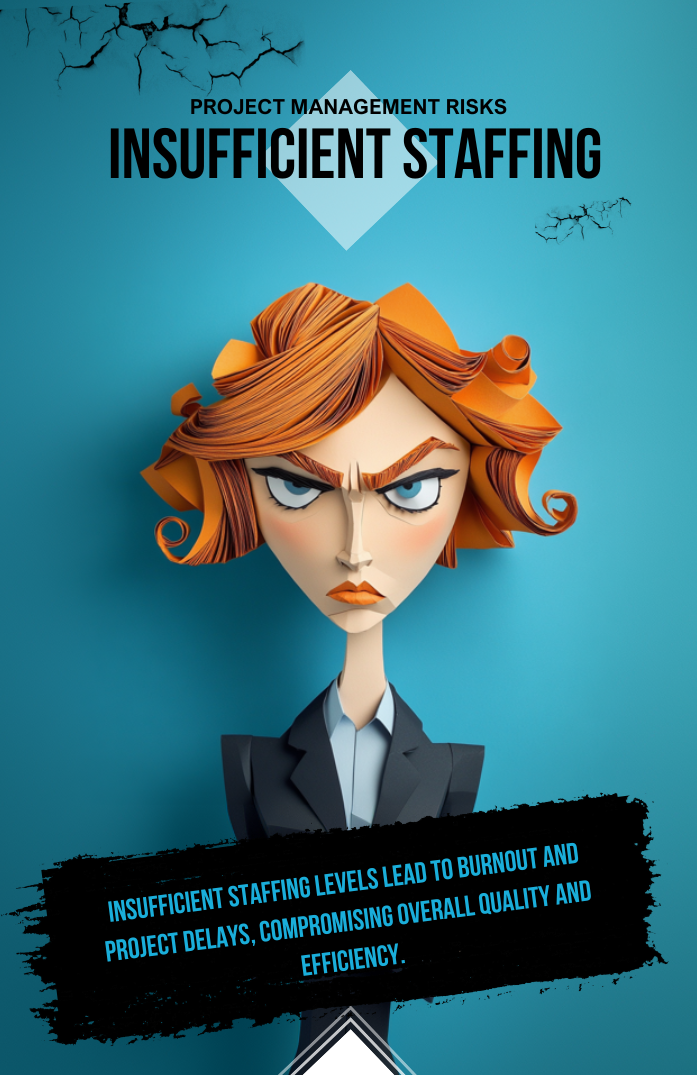 PROJECT MANAGEMENT RISKS
INSUFFICIENT STAFFING
INSUFFICIENT STAFFING LEVELS LEAD TO BURNOUT AND
PROJECT DELAYS, COMPROMISING OVERALL QUALITY AND
EFFICIENCY.